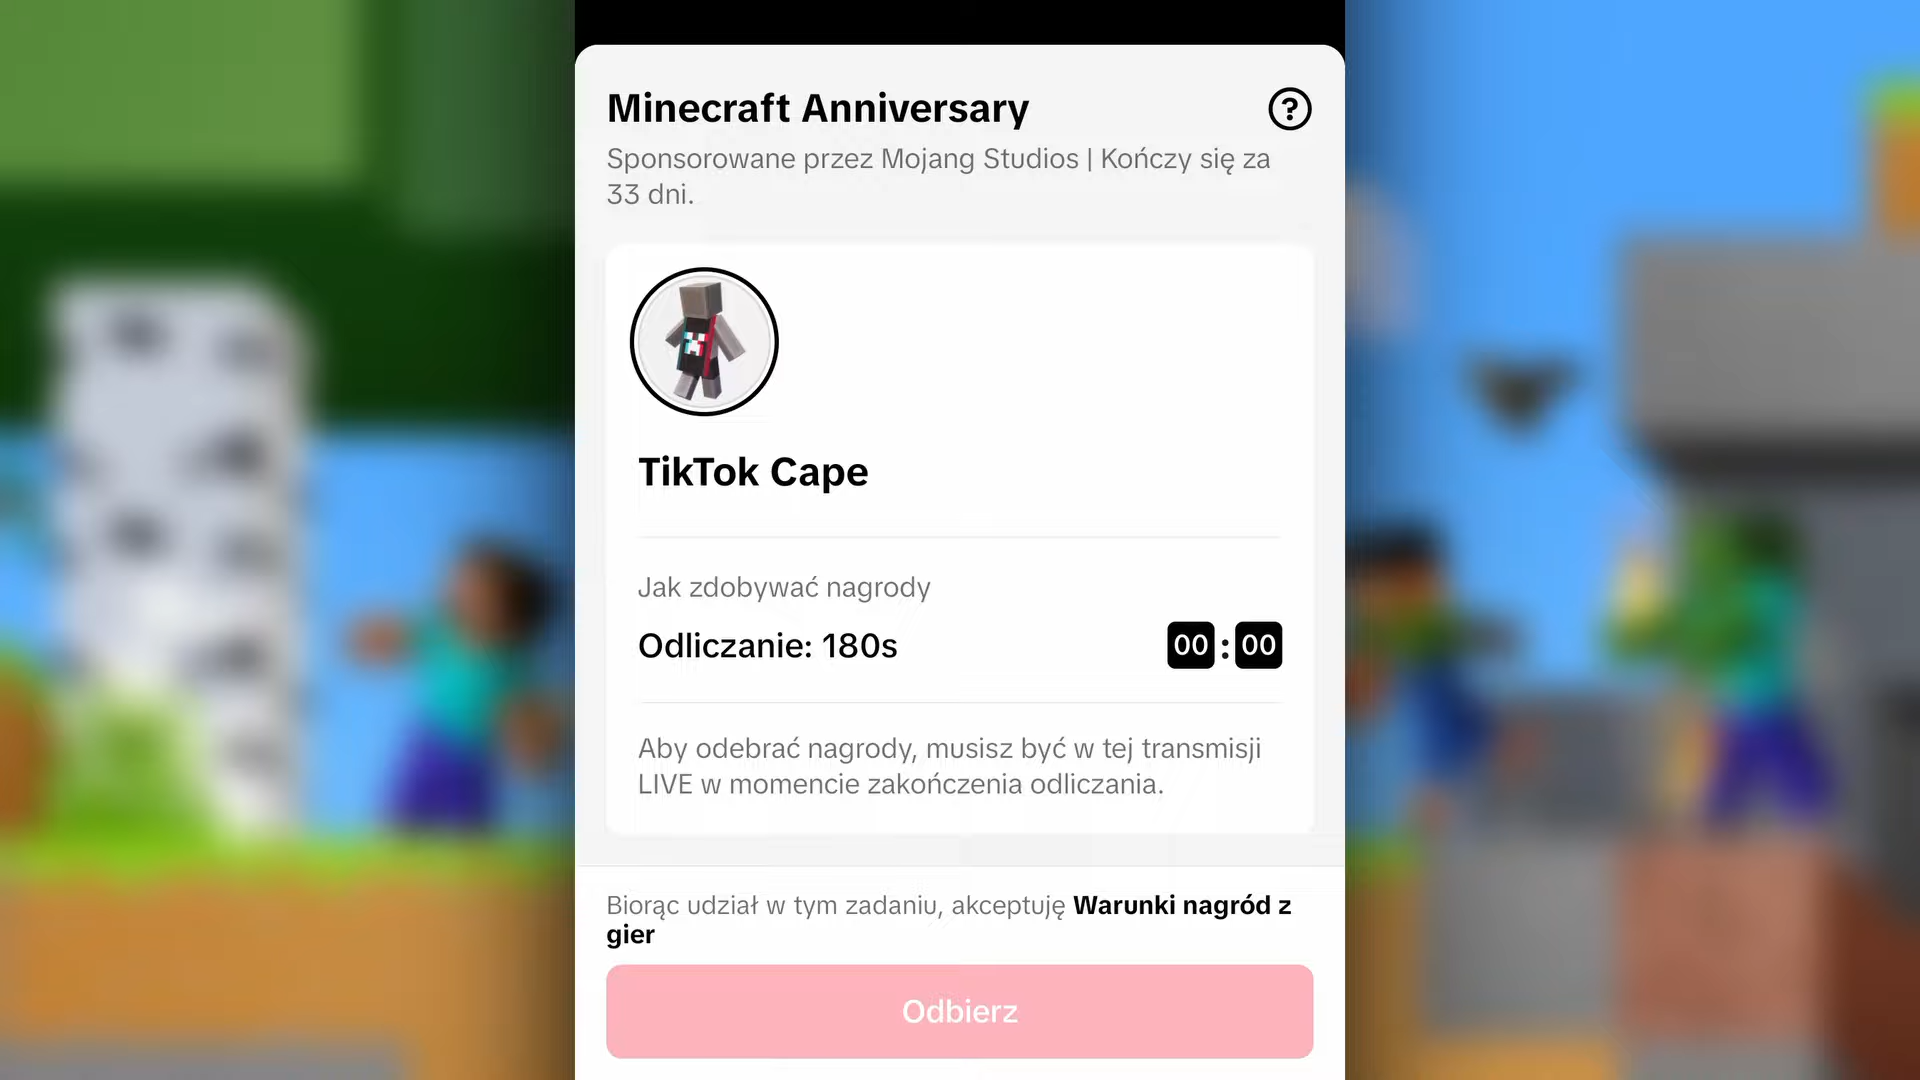 Minecraft Anniversary
?
Sponsorowane przez Mojang Studios | Kończy się za
33 dni.
TikTok Cape
Jak zdobywać nagrody
Odliczanie: 180s
00:00
Aby odebrać nagrody, musisz być w tej transmisji
LIVE w momencie zakończenia odliczania.
Biorąc udział w tym zadaniu, akceptuję Warunki nagród z
gier
Odbierz